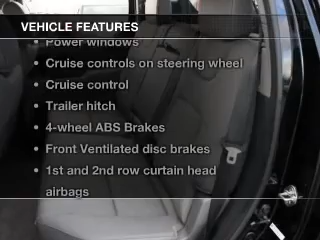 VEHICLE FEATURES
• Power windows
• Cruise controls on steering wheel
• Cruise control
• Trailer hitch
• 4-wheel ABS Brakes
• Front Ventilated disc brakes
• 1st and 2nd row curtain head
airbags